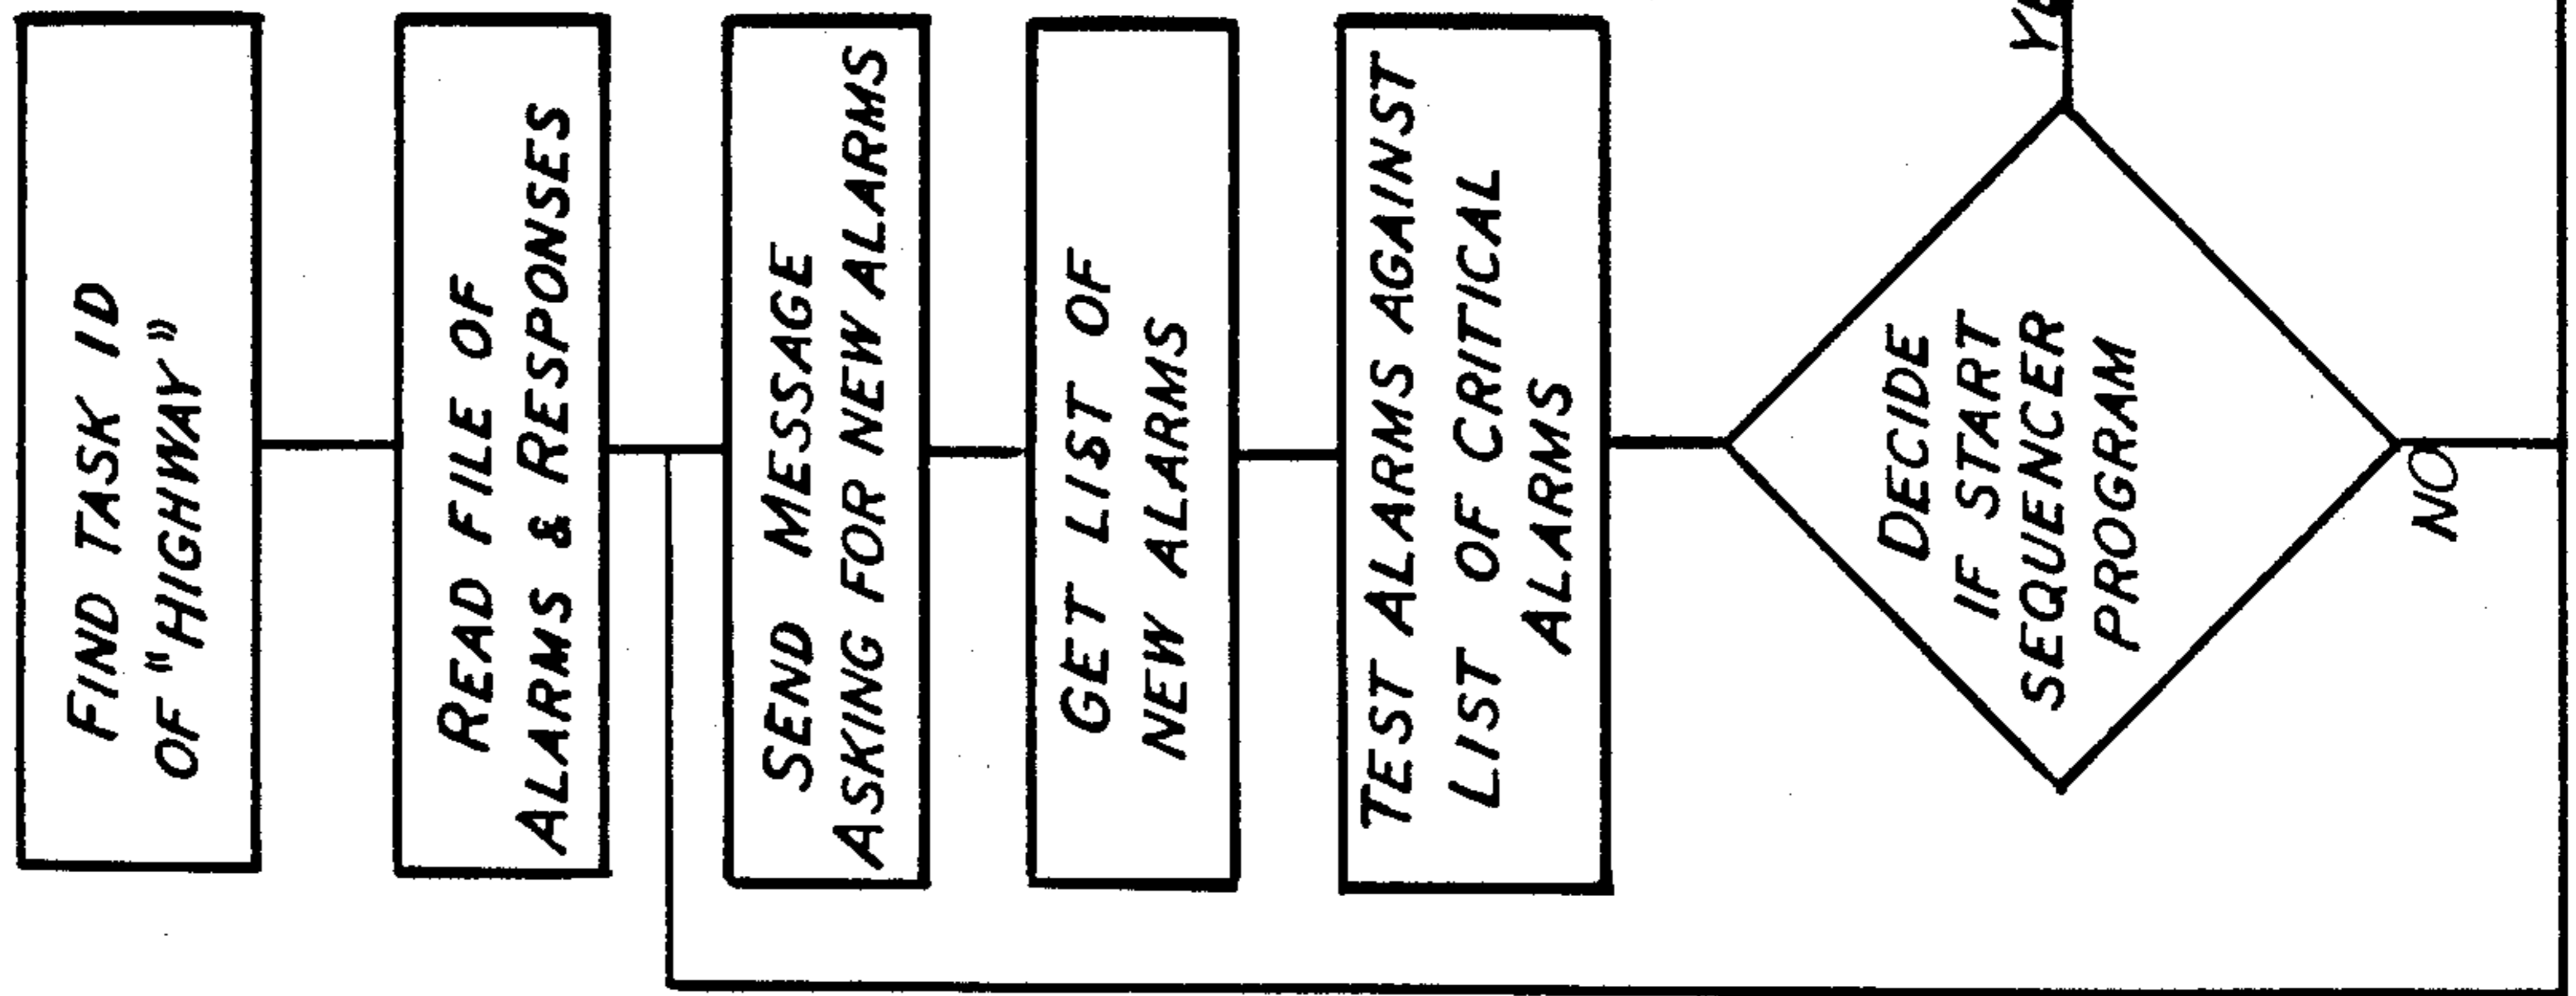 FIND TASK ID
OF "HIGHWAY"
READ FILE OF
ALARMS & RESPONSES
SEND MESSAGE
ASKING FOR NEW ALARMS
GET LIST OF
NEW ALARMS
TEST ALARMS AGAINST
LIST OF CRITICAL
ALARMS
DECIDE
IF START
SEQUENCER
PROGRAM
NO